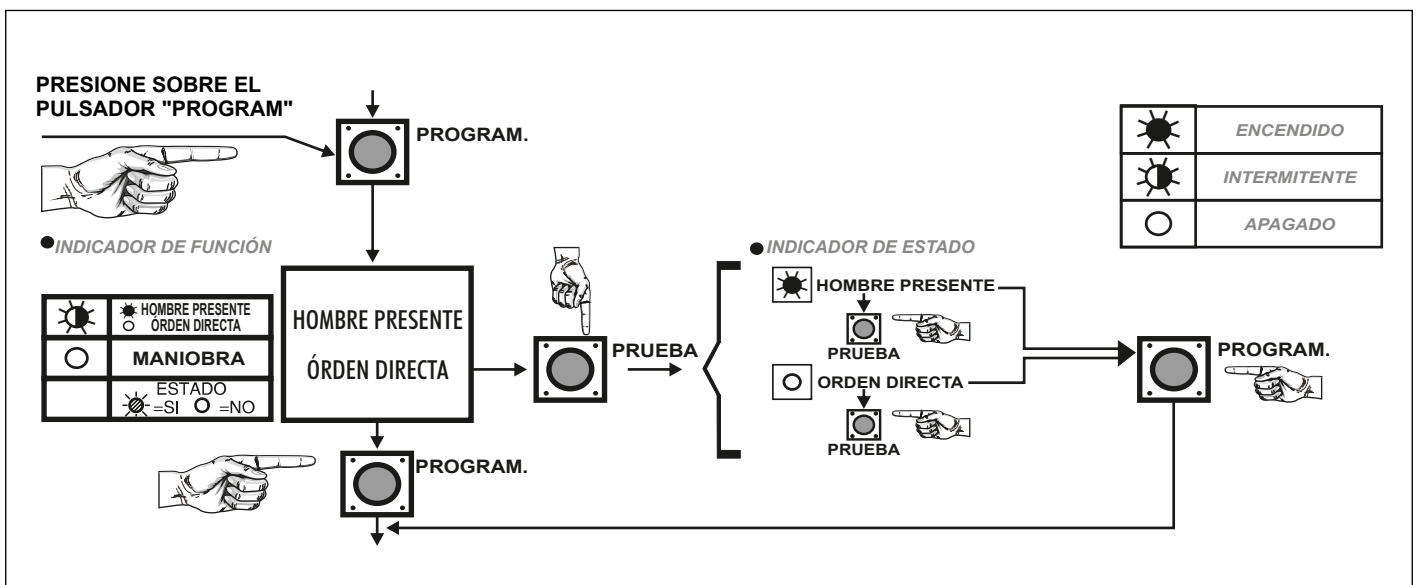 PRESIONE SOBRE EL
PULSADOR "PROGRAM"
PROGRAM.
ENCENDIDO
INTERMITENTE
APAGADO
INDICADOR DE FUNCIÓN
HOMBRE PRESENTE
ÓRDEN DIRECTA
MANIOBRA
ESTADO
=SI =NO
HOMBRE PRESENTE
ÓRDEN DIRECTA
PRUEBA
INDICADOR DE ESTADO
HOMBRE PRESENTE
PRUEBA
ORDEN DIRECTA
PRUEBA
PROGRAM.
PROGRAM.